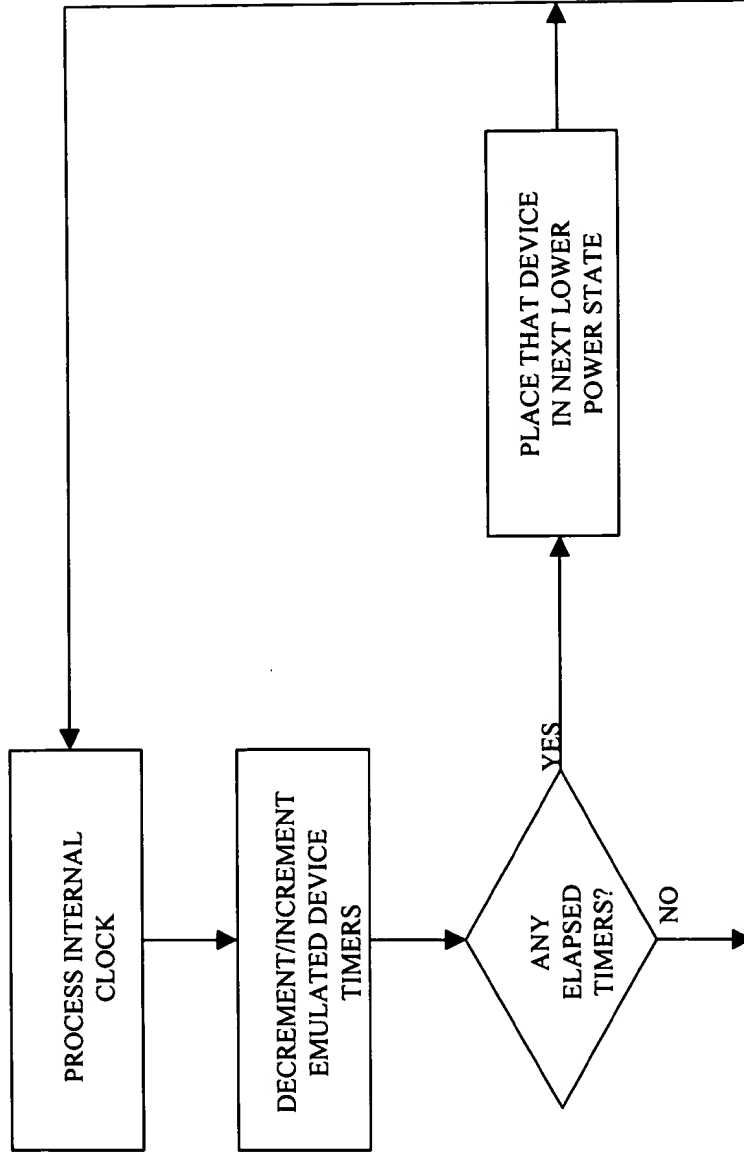 PROCESS INTERNAL
CLOCK
DECREMENT/INCREMENT
EMULATED DEVICE
TIMERS
ANY
ELAPSED
TIMERS?
YES
NO
PLACE THAT DEVICE
IN NEXT LOWER
POWER STATE